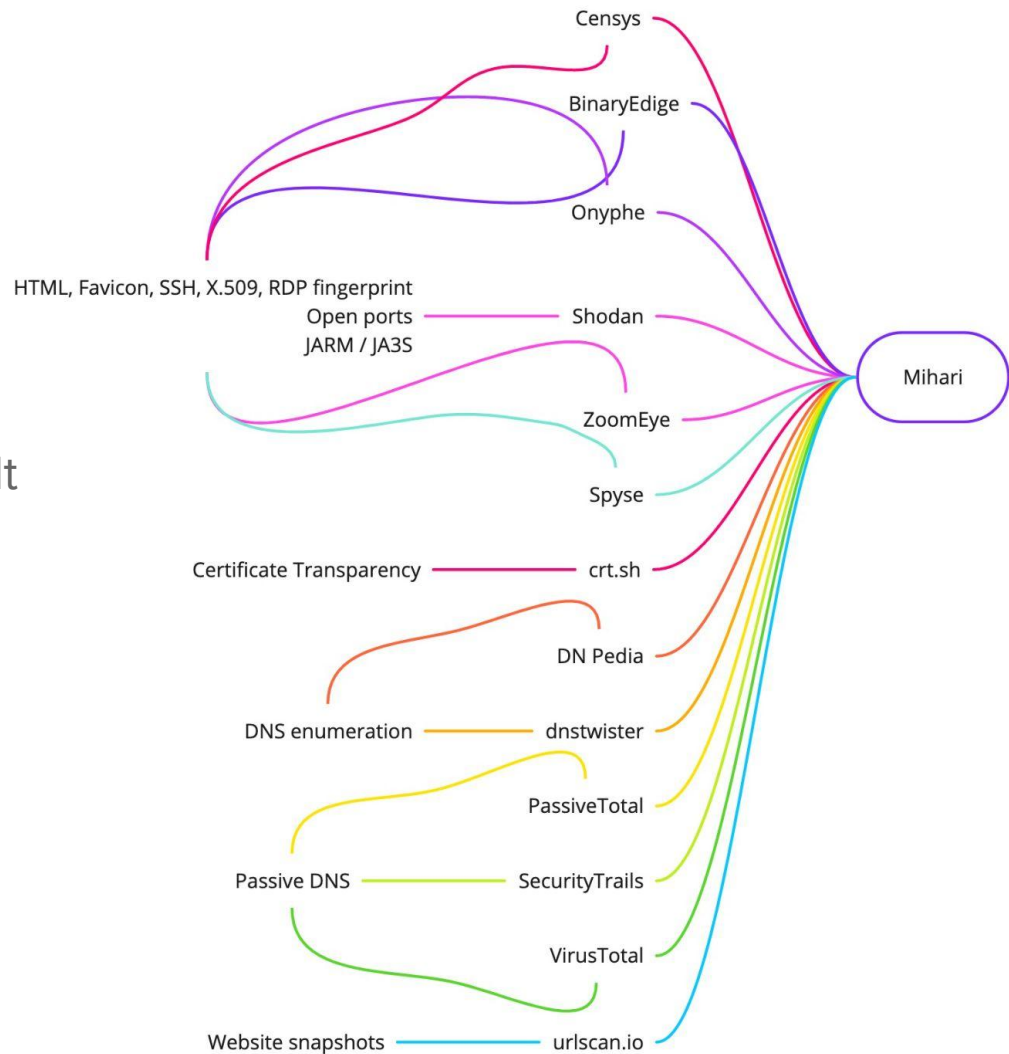 Censys
BinaryEdige
Onyphe
HTML, Favicon, SSH, X.509, RDP fingerprint
Open ports
JARM / JA3S
Shodan
Mihari
ZoomEye
Spyse
Certificate Transparency
crt.sh
DN Pedia
DNS enumeration
dnstwister
PassiveTotal
Passive DNS
SecurityTrails
VirusTotal
Website snapshots
urlscan.io